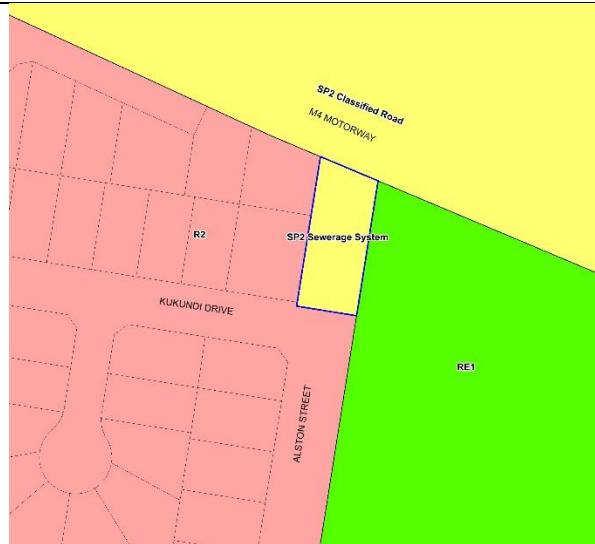 SP2 Classified Road
M4 MOTORWAY
R2
SP2 Sewerage System
KUKUNDI DRIVE
RE1
ALSTON STREET